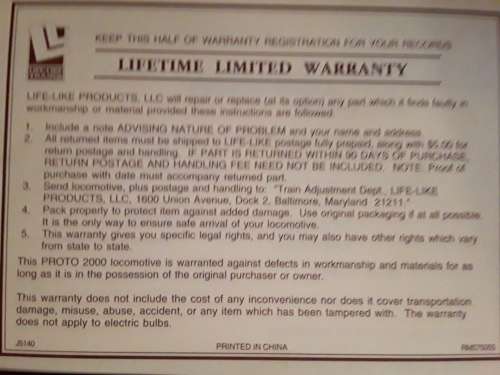 KEEP THIS HALF OF WARRANTY REGISTRATION FOR YOUR RECORDS
LIFETIME LIMITED WARRANTY
LIFE-LIKE PRODUCTS, LLC will repair or replace (at its option) any part which it finds faulty in
workmanship or material provided these instructions are followed.
1. Include a note ADVISING NATURE OF PROBLEM and your name and address.
2. All returned items must be shipped to LIFE-LIKE postage fully prepaid, along with $5.00 for
return postage and handling. IF PART IS RETURNED WITHIN 90 DAYS OF PURCHASE,
RETURN POSTAGE AND HANDLING FEE NEED NOT BE INCLUDED. NOTE: Proof of
purchase with date must accompany returned part.
3. Send locomotive, plus postage and handling to: "Train Adjustment Dept., LIFE-LIKE
PRODUCTS, LLC, 1600 Union Avenue, Dock 2, Baltimore, Maryland 21211."
4. Pack property to protect item against added damage. Use original packaging if at all possible.
It is the only way to ensure safe arrival of your locomotive.
5. This warranty gives you specific legal rights, and you may also have other rights which vary
from state to state.
This PROTO 2000 locomotive is warranted against defects in workmanship and materials for as
long as it is in the possession of the original purchaser or owner.
This warranty does not include the cost of any inconvenience nor does it cover transportation
damage, misuse, abuse, accident, or any item which has been tampered with. The warranty
does not apply to electric bulbs.
J5140 PRINTED IN CHINA